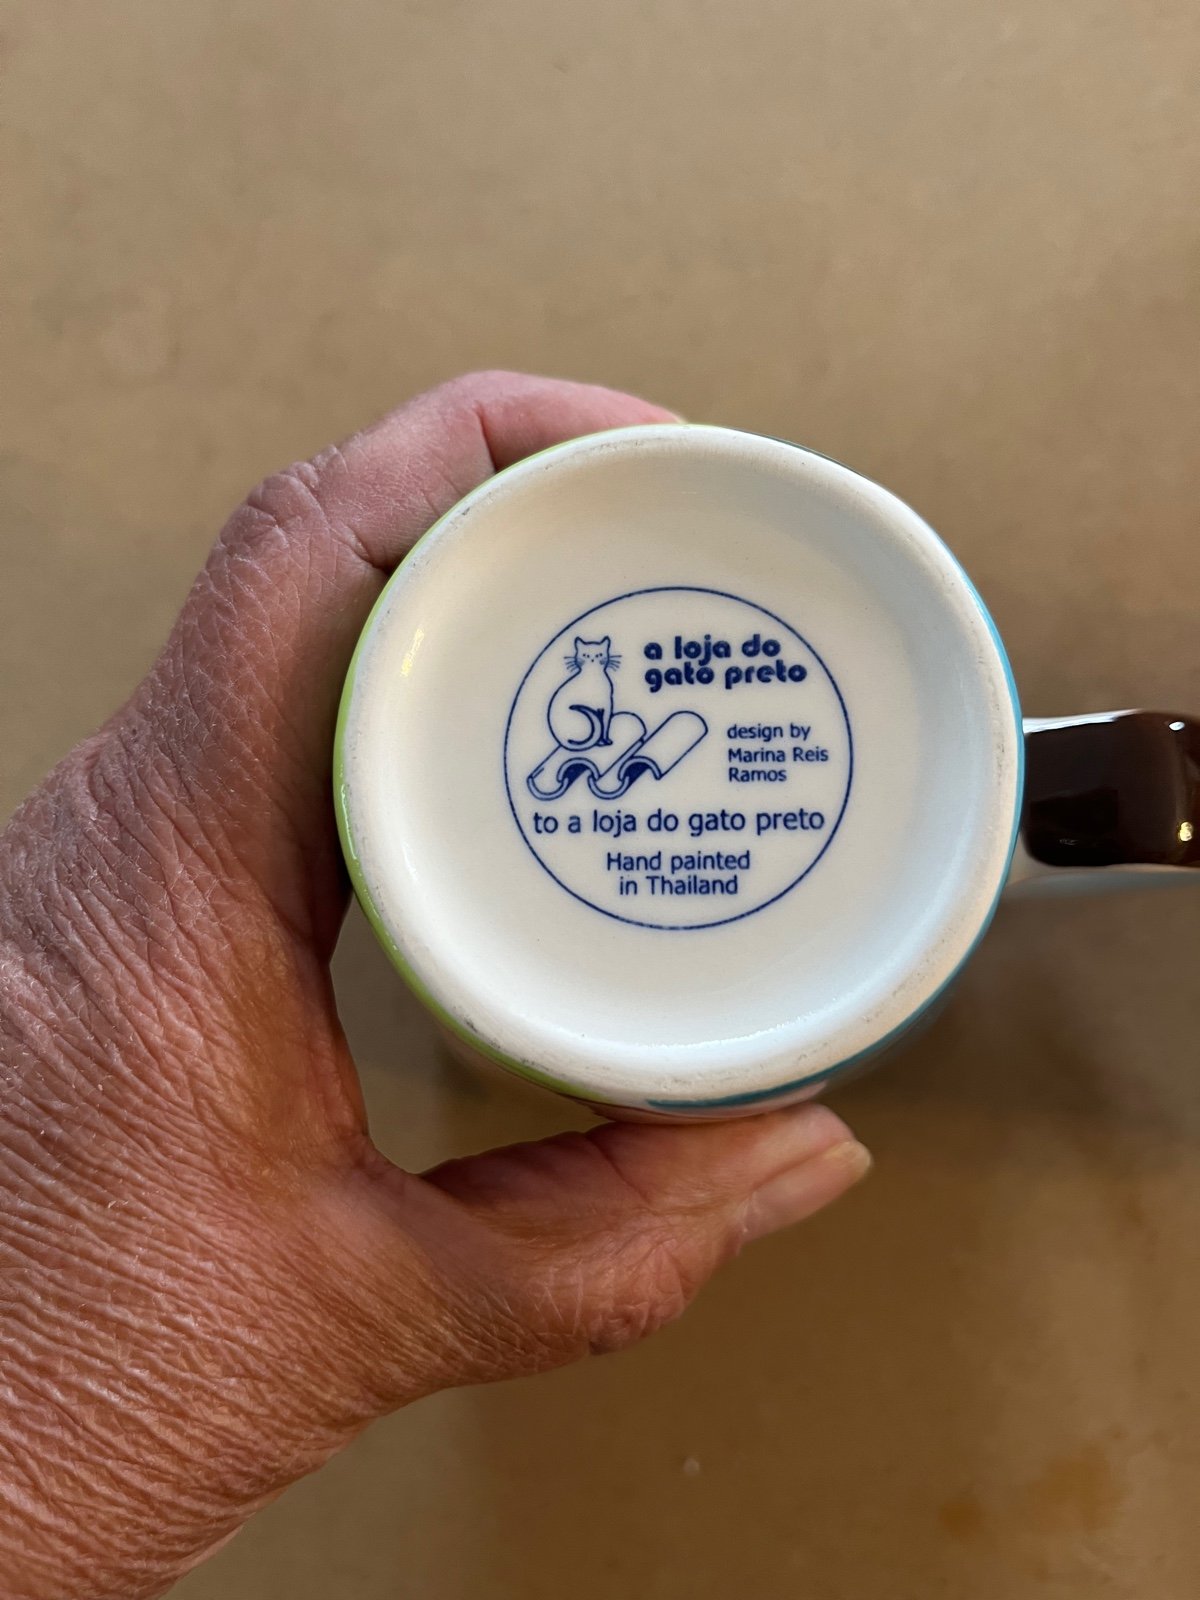 a loja do
gato preto
design by
Marina Reis
Ramos
to a loja do gato preto
Hand painted
in Thailand